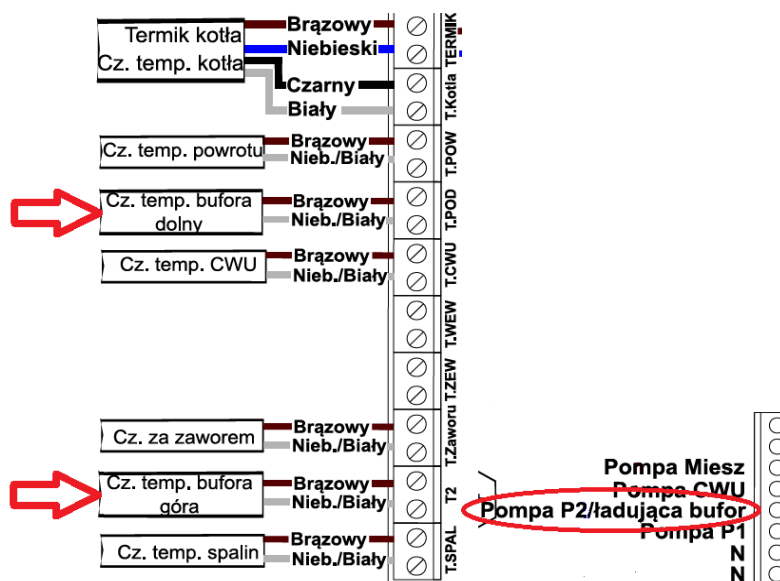 Termik kotła
Cz. temp. kotła
Brązowy
Niebieski
Czarny
Biały
TERMIK
T.Kotła
Cz. temp. powrotu
Brązowy
Nieb./Biały
T.POW
Cz. temp. bufora
dolny
Brązowy
Nieb./Biały
T.POD
Cz. temp. CWU
Brązowy
Nieb./Biały
T.CWU
T.WEW
T.ZEW
Cz. za zaworem
Brązowy
Nieb./Biały
T.Zaworu
Cz. temp. bufora
góra
Brązowy
Nieb./Biały
T2
Cz. temp. spalin
Brązowy
Nieb./Biały
T.SPAL
Pompa Miesz
Pompa CWU
Pompa P2/ładująca bufor
Pompa P1
N
N